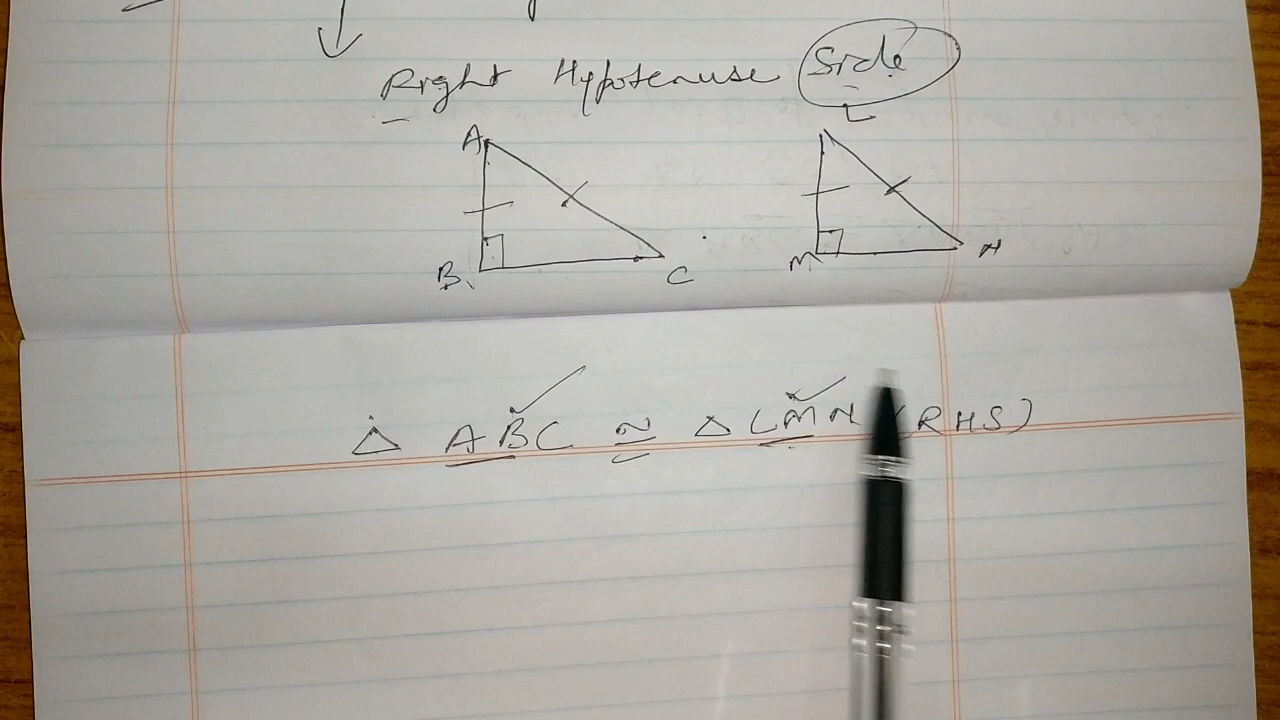 Right Hypotenuse Side
A L
B C M N
△ ABC ≅ △ LMN (RHS)